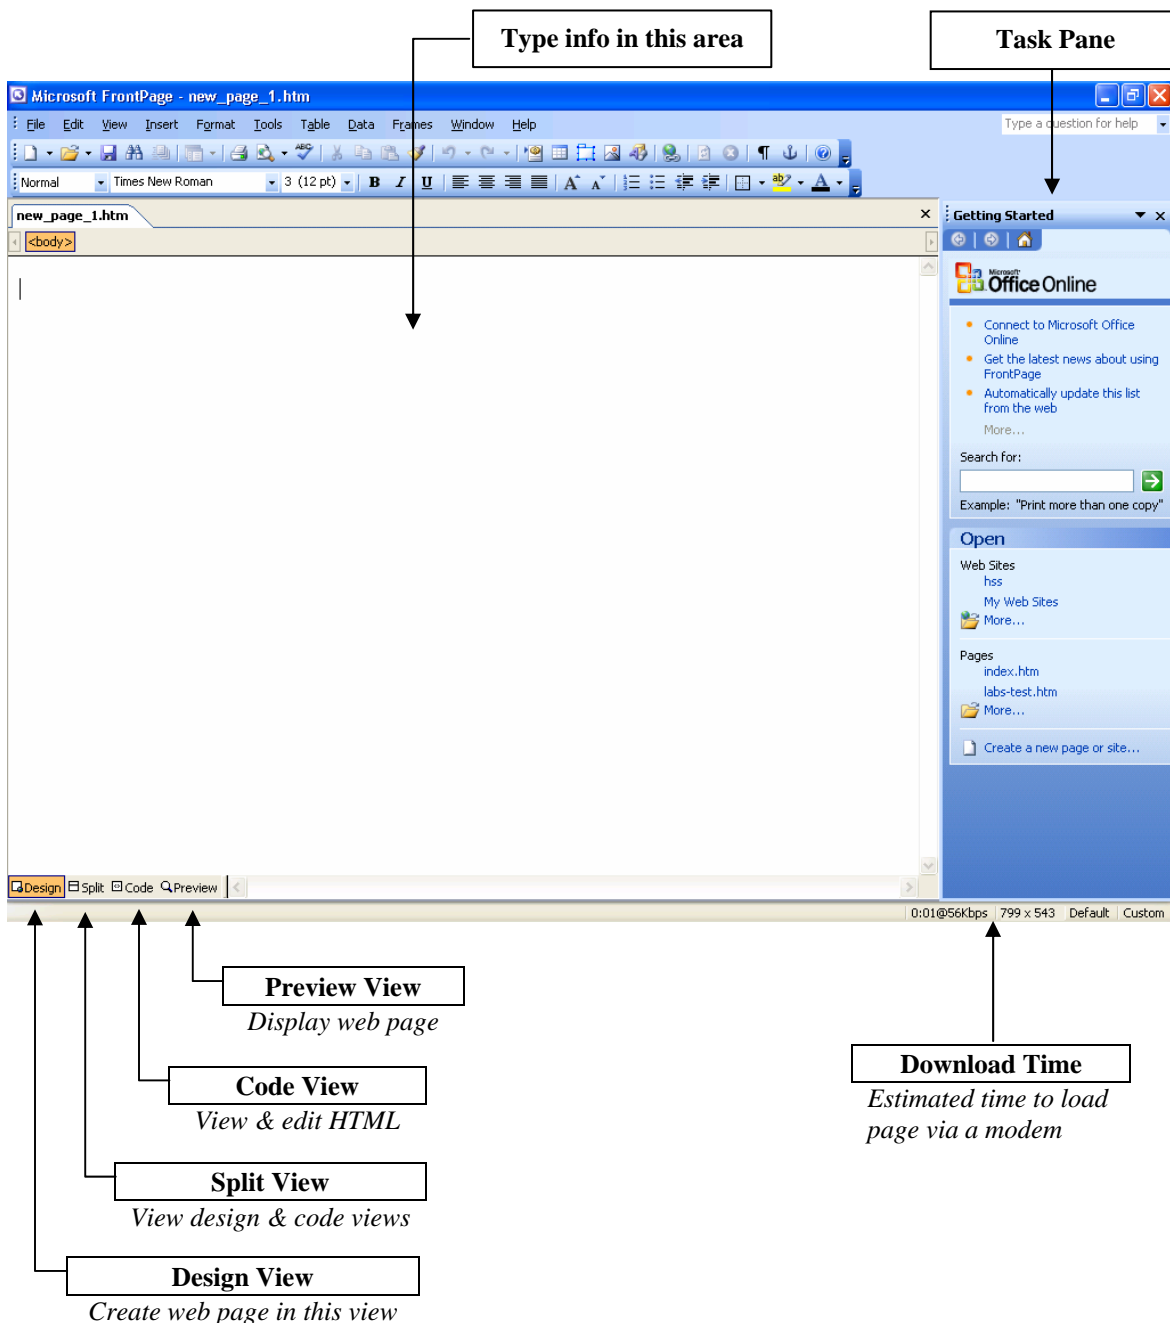 Type info in this area
Task Pane
Microsoft FrontPage - new_page_1.htm
File Edit View Insert Format Tools Table Data Frames Window Help
Type a question for help
Normal Times New Roman 3 (12 pt) B I U A A A
new_page_1.htm
Getting Started
<body>
Microsoft
Office Online
Connect to Microsoft Office
Online
Get the latest news about using
FrontPage
Automatically update this list
from the web
More...
Search for:
Example: "Print more than one copy"
Open
Web Sites
hss
My Web Sites
More...
Pages
index.htm
labs-test.htm
More...
Create a new page or site...
Design Split Code Preview
0:01@56Kbps 799 x 543 Default Custom
Preview View
Display web page
Download Time
Estimated time to load
page via a modem
Code View
View & edit HTML
Split View
View design & code views
Design View
Create web page in this view